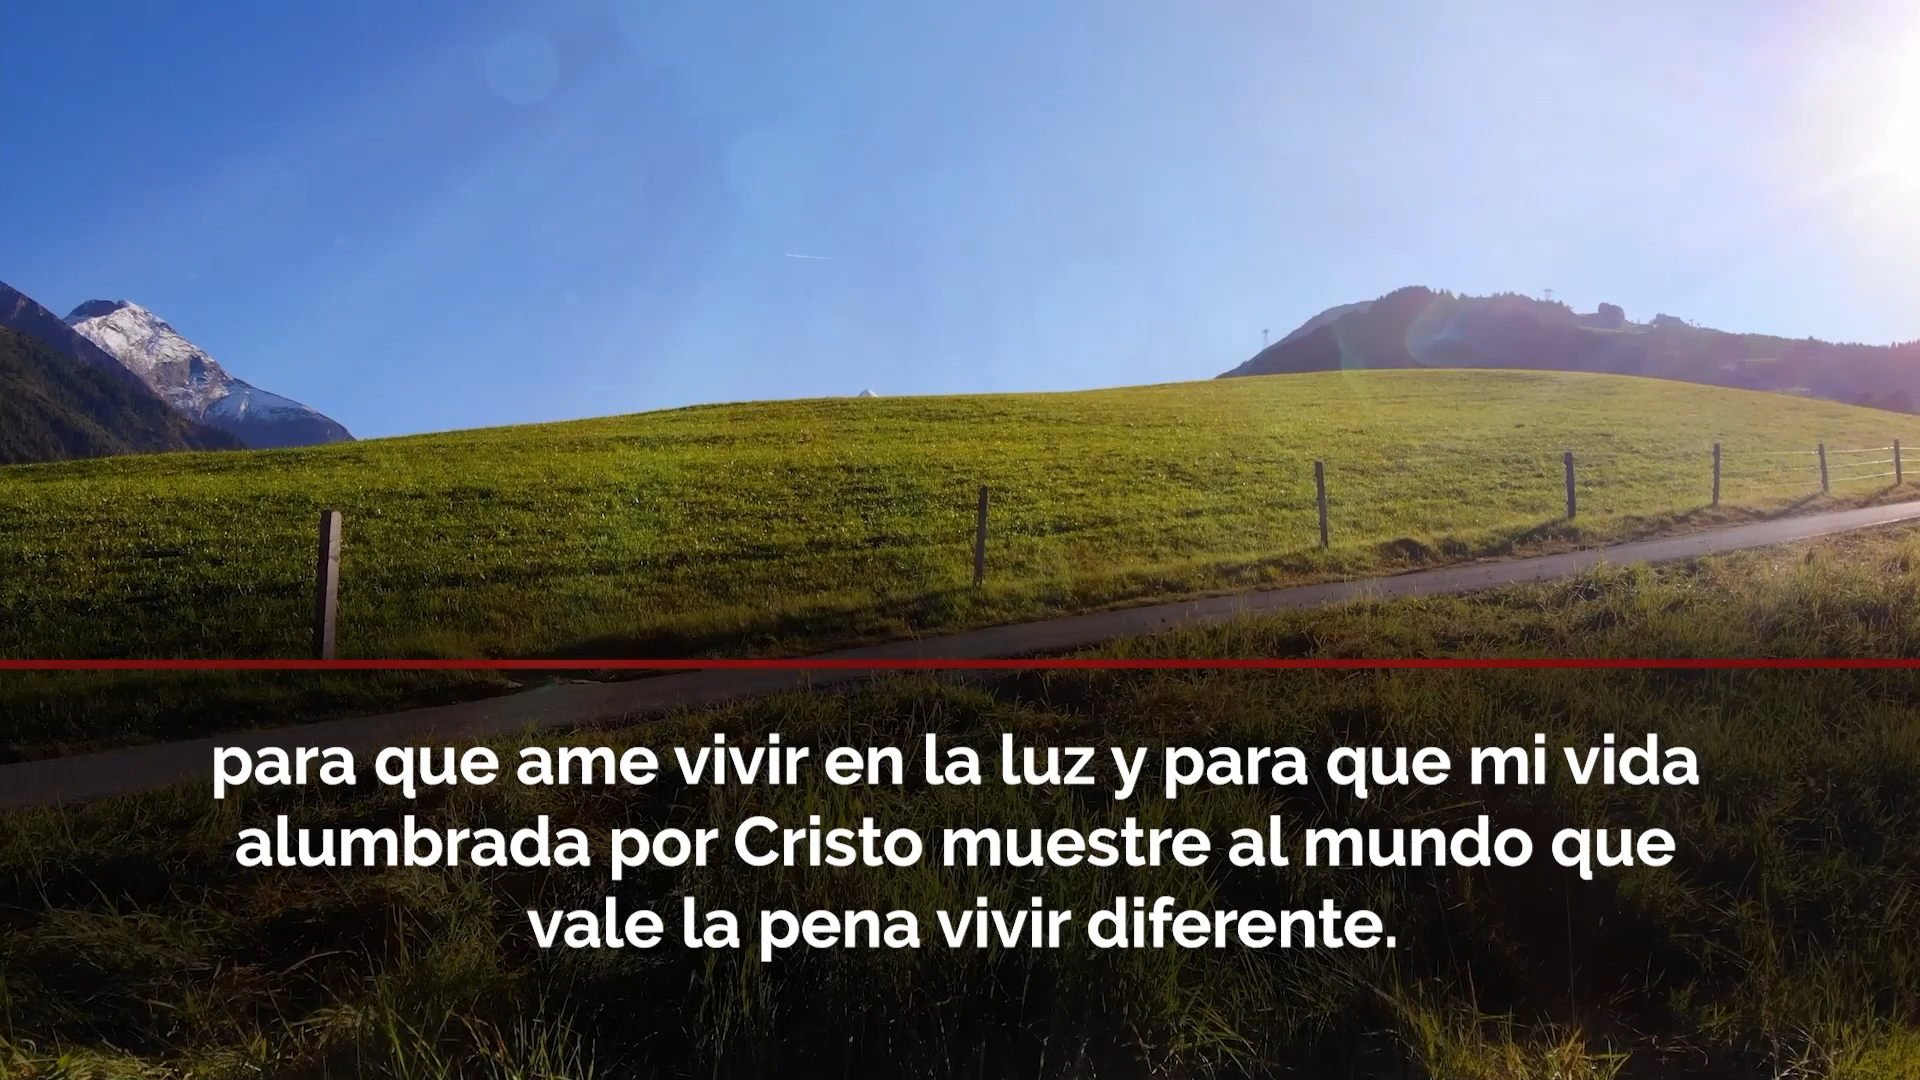 para que ame vivir en la luz y para que mi vida
alumbrada por Cristo muestre al mundo que
vale la pena vivir diferente.